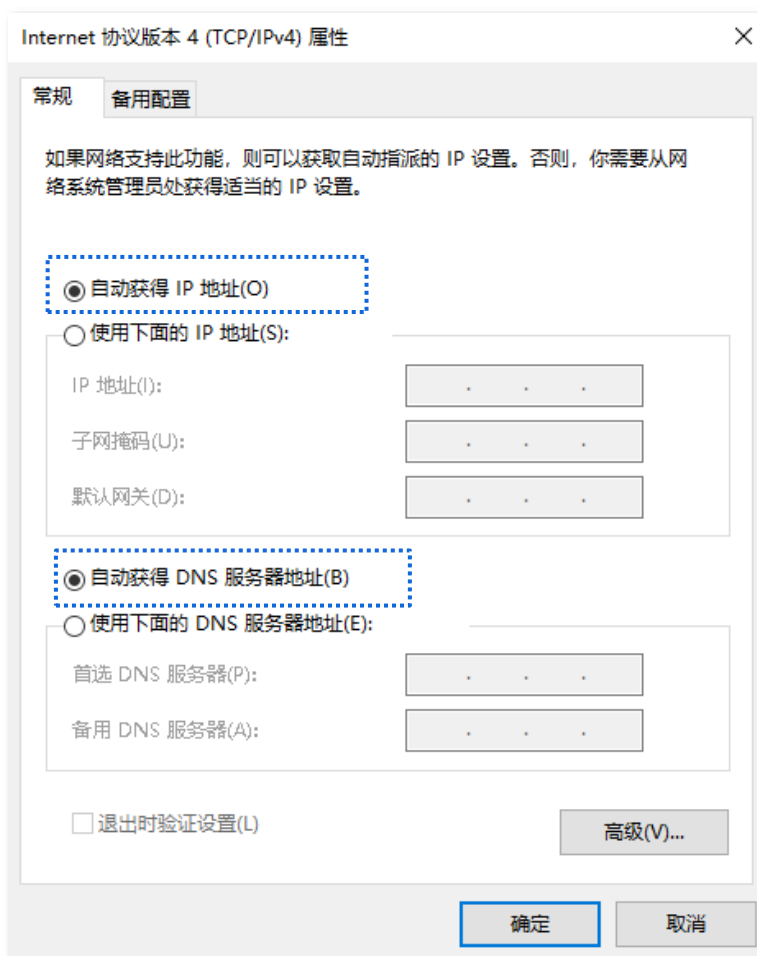 Internet 协议版本 4 (TCP/IPv4) 属性
常规
备用配置
如果网络支持此功能，则可以获取自动指派的 IP 设置。否则，你需要从网
络系统管理员处获得适当的 IP 设置。
自动获得 IP 地址(O)
使用下面的 IP 地址(S):
IP 地址(I):
子网掩码(U):
默认网关(D):
自动获得 DNS 服务器地址(B)
使用下面的 DNS 服务器地址(E):
首选 DNS 服务器(P):
备用 DNS 服务器(A):
退出时验证设置(L)
高级(V)...
确定
取消